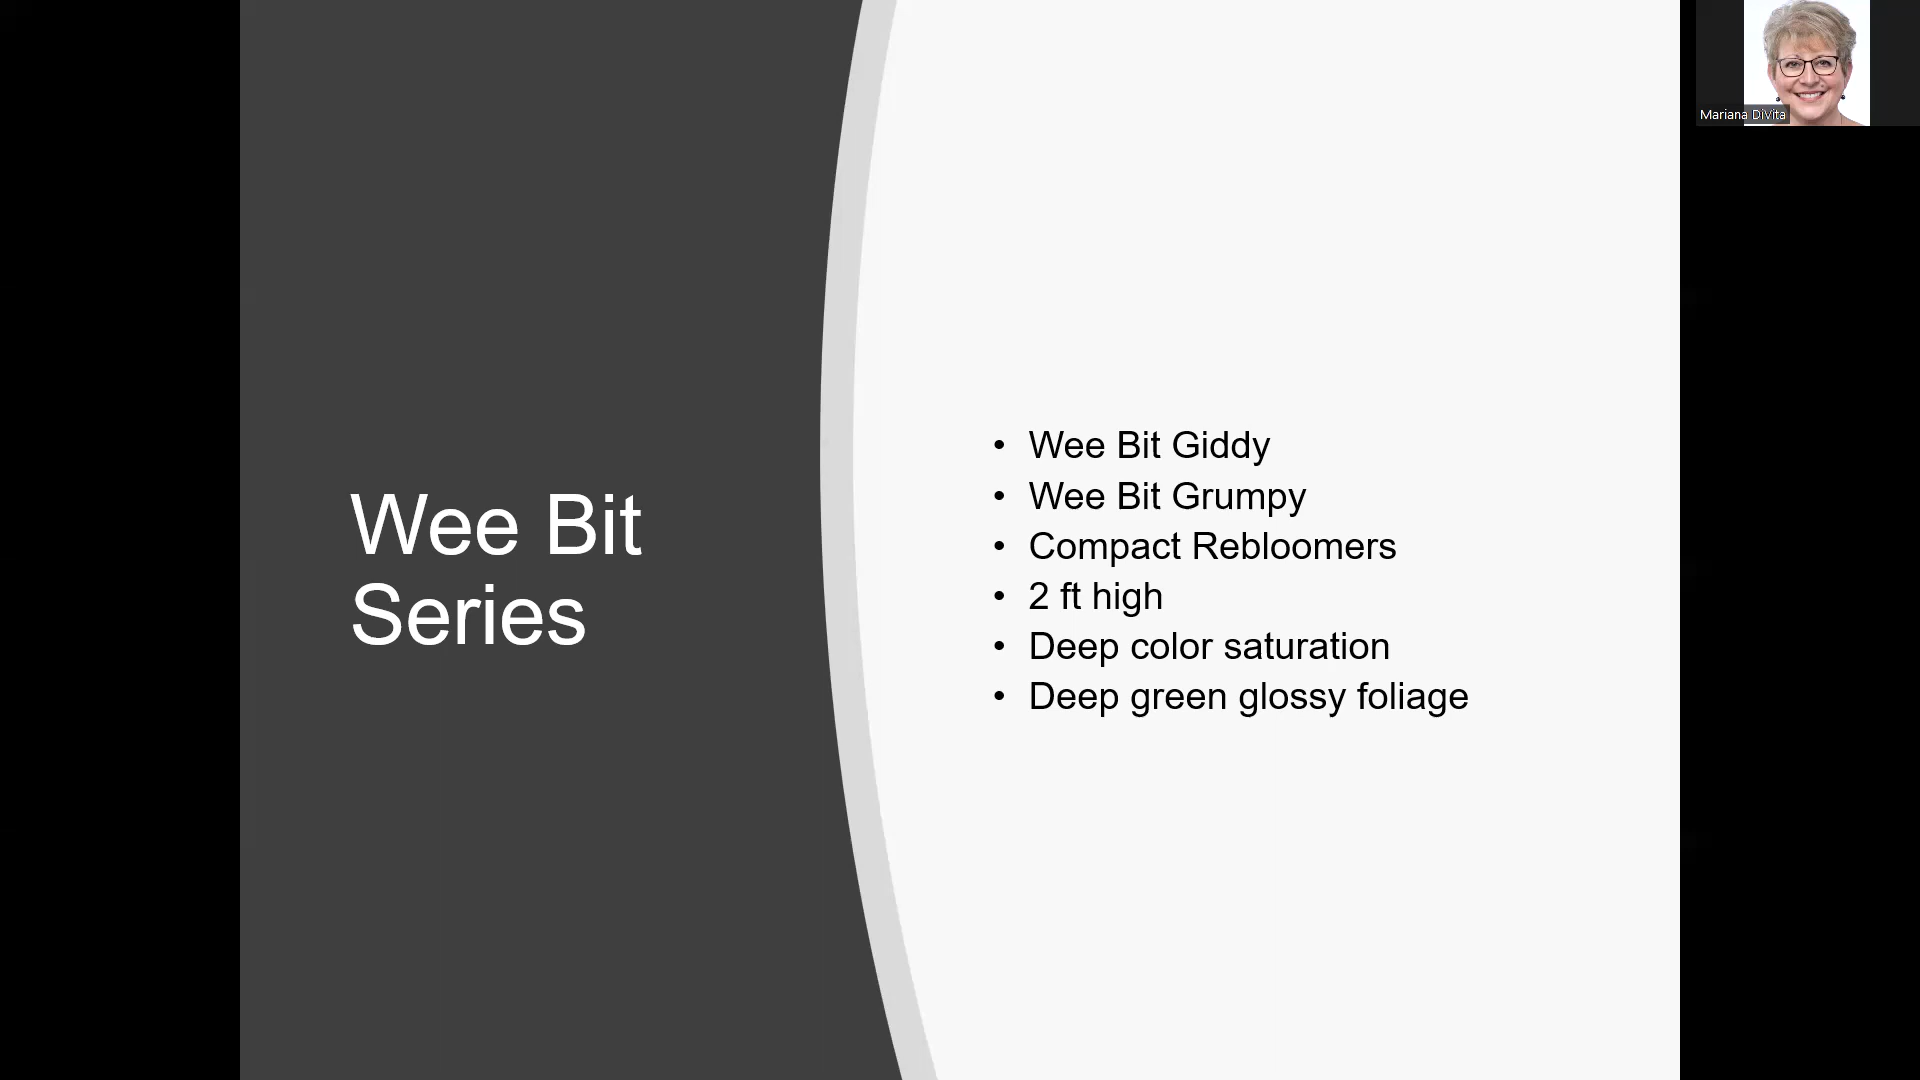 Wee Bit
Series
• Wee Bit Giddy
• Wee Bit Grumpy
• Compact Rebloomers
• 2 ft high
• Deep color saturation
• Deep green glossy foliage
Mariana DiVita